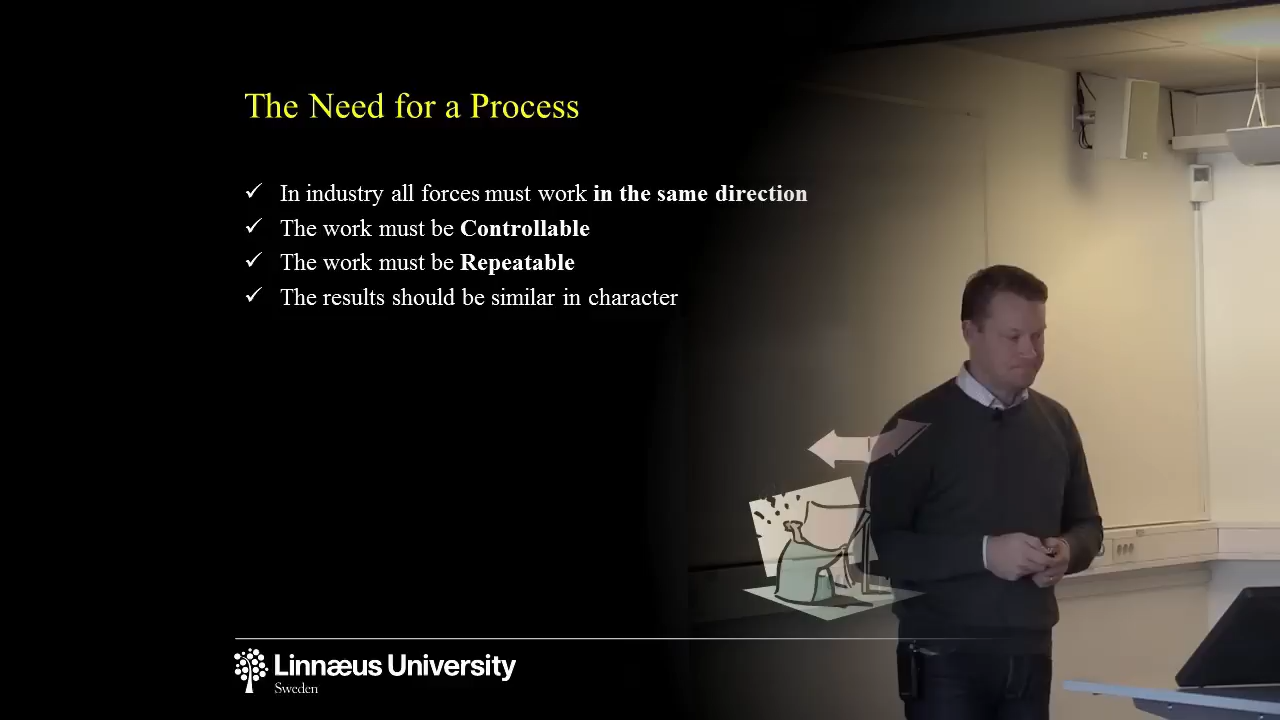 The Need for a Process
✓ In industry all forces must work in the same direction
✓ The work must be Controllable
✓ The work must be Repeatable
✓ The results should be similar in character
Linnæus University
Sweden